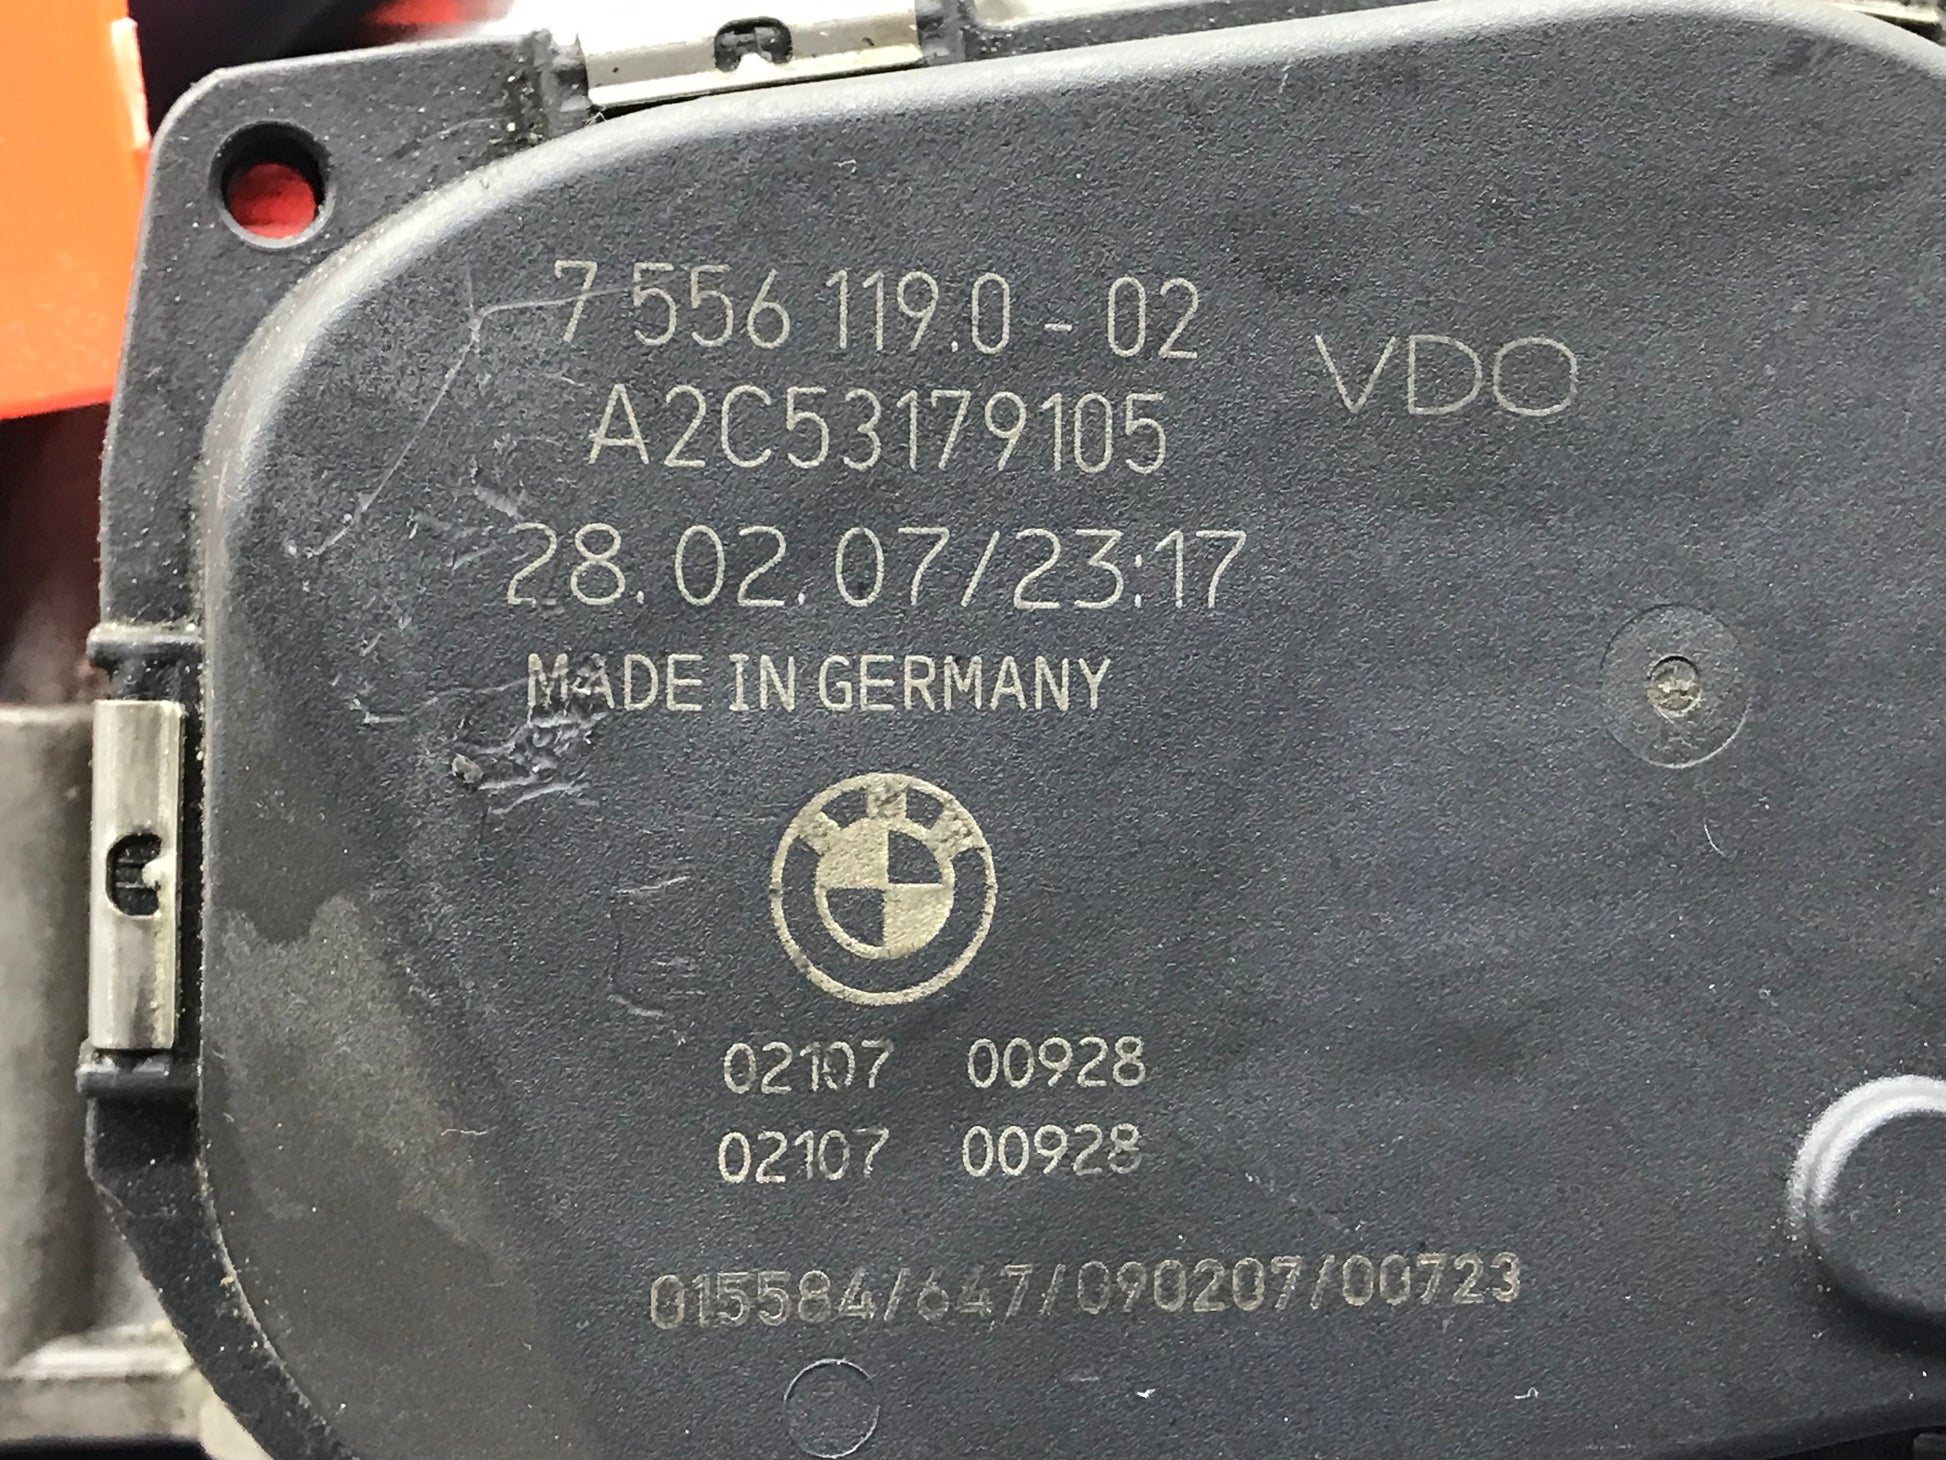 7 556 119.0 - 02
VDO
A2C53179105
28.02.07/23:17
MADE IN GERMANY
BMW
02107 00928
02107 00928
015584/647/090207/00723